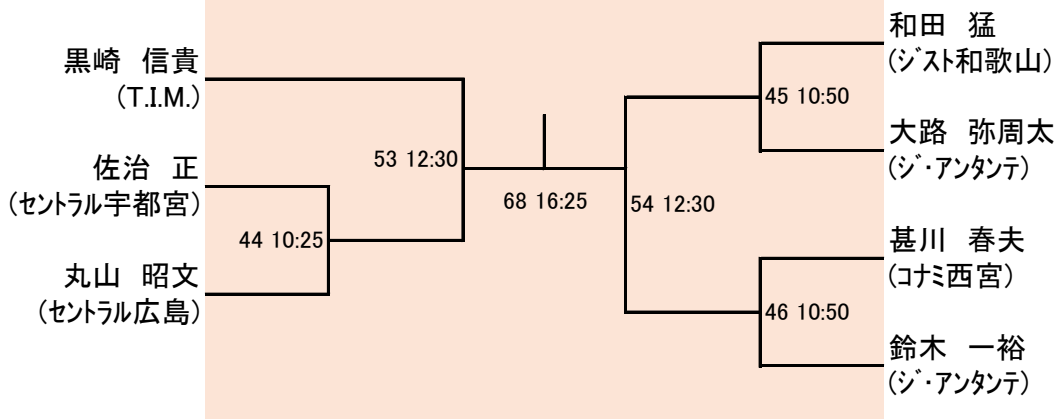 黒崎　信貴
(T.I.M.)
佐治　正
(セントラル宇都宮)
丸山　昭文
(セントラル広島)
53 12:30
44 10:25
68 16:25
54 12:30
45 10:50
46 10:50
和田　猛
(ｼﾞｽﾄ和歌山)
大路　弥周太
(ｼﾞ･ｱﾝﾀﾝﾃ)
甚川　春夫
(ｺﾅﾐ西宮)
鈴木　一裕
(ｼﾞ･ｱﾝﾀﾝﾃ)